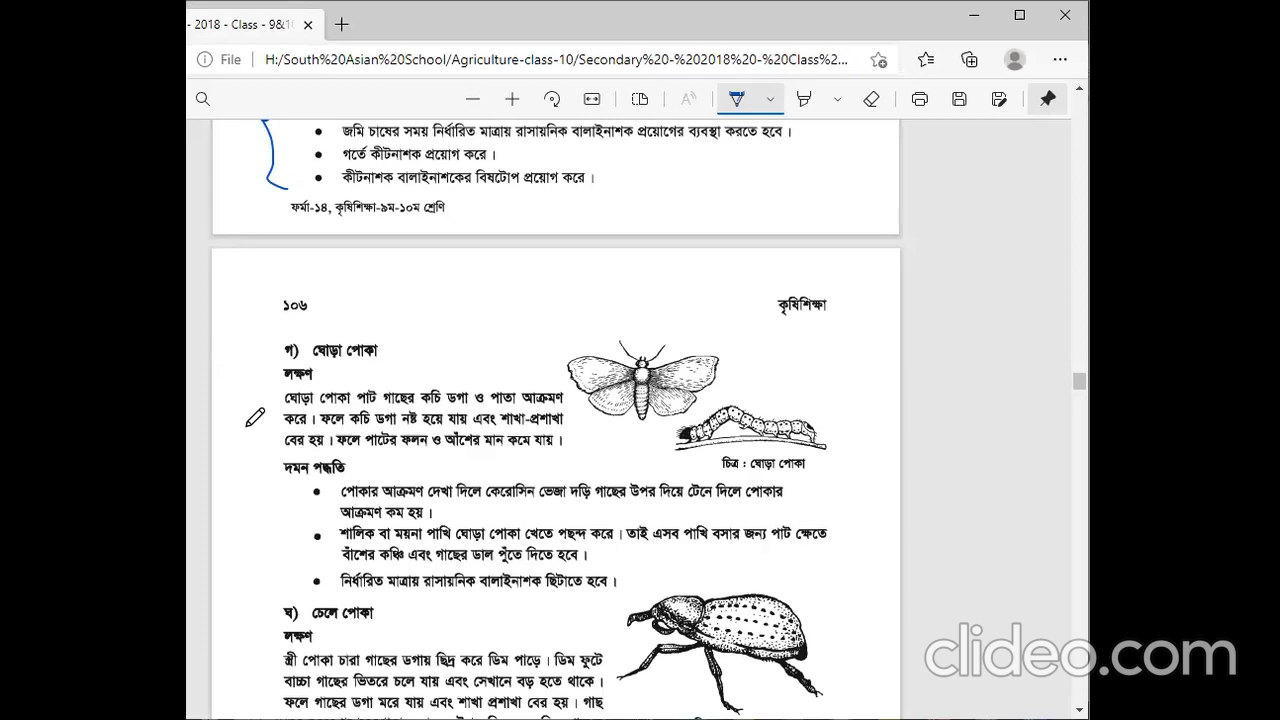 - 2018 - Class - 9&10
File
H:/South%20Asian%20School/Agriculture-class-10/Secondary%20-%202018%20-%20Class%2...
জমি চাষের সময় নির্ধারিত মাত্রায় রাসায়নিক বালাইনাশক প্রয়োগের ব্যবস্থা করতে হবে।
গর্তে কীটনাশক প্রয়োগ করে।
কীটনাশক বালাইনাশকের বিষটোপ প্রয়োগ করে।
ফর্মা-১৪, কৃষিশিক্ষা-৯ম-১০ম শ্রেণি
১০৬ কৃষিশিক্ষা
গ) ঘোড়া পোকা
লক্ষণ
ঘোড়া পোকা পাট গাছের কচি ডগা ও পাতা আক্রমণ
করে। ফলে কচি ডগা নষ্ট হয়ে যায় এবং শাখা-প্রশাখা
বের হয়। ফলে পাটের ফলন ও আঁশের মান কমে যায়।
চিত্র : ঘোড়া পোকা
দমন পদ্ধতি
পোকার আক্রমণ দেখা দিলে কেরোসিন ভেজা দড়ি গাছের উপর দিয়ে টেনে দিলে পোকার
আক্রমণ কম হয়।
শালিক বা ময়না পাখি ঘোড়া পোকা খেতে পছন্দ করে। তাই এসব পাখি বসার জন্য পাট ক্ষেতে
বাঁশের কঞ্চি এবং গাছের ডাল পুঁতে দিতে হবে।
নির্ধারিত মাত্রায় রাসায়নিক বালাইনাশক ছিটাতে হবে।
ঘ) চেলে পোকা
লক্ষণ
স্ত্রী পোকা চারা গাছের ডগায় ছিদ্র করে ডিম পাড়ে। ডিম ফুটে
বাচ্চা গাছের ভিতরে চলে যায় এবং সেখানে বড় হতে থাকে।
ফলে গাছের ডগা মরে যায় এবং শাখা প্রশাখা বের হয়। গাছ
clideo.com